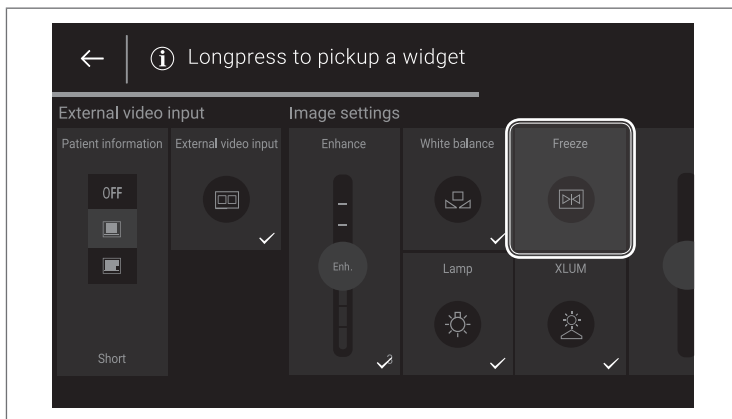 Longpress to pickup a widget
External video input
Image settings
Patient information
External video input
Enhance
White balance
Freeze
OFF
Enh.
Lamp
XLUM
Short
3